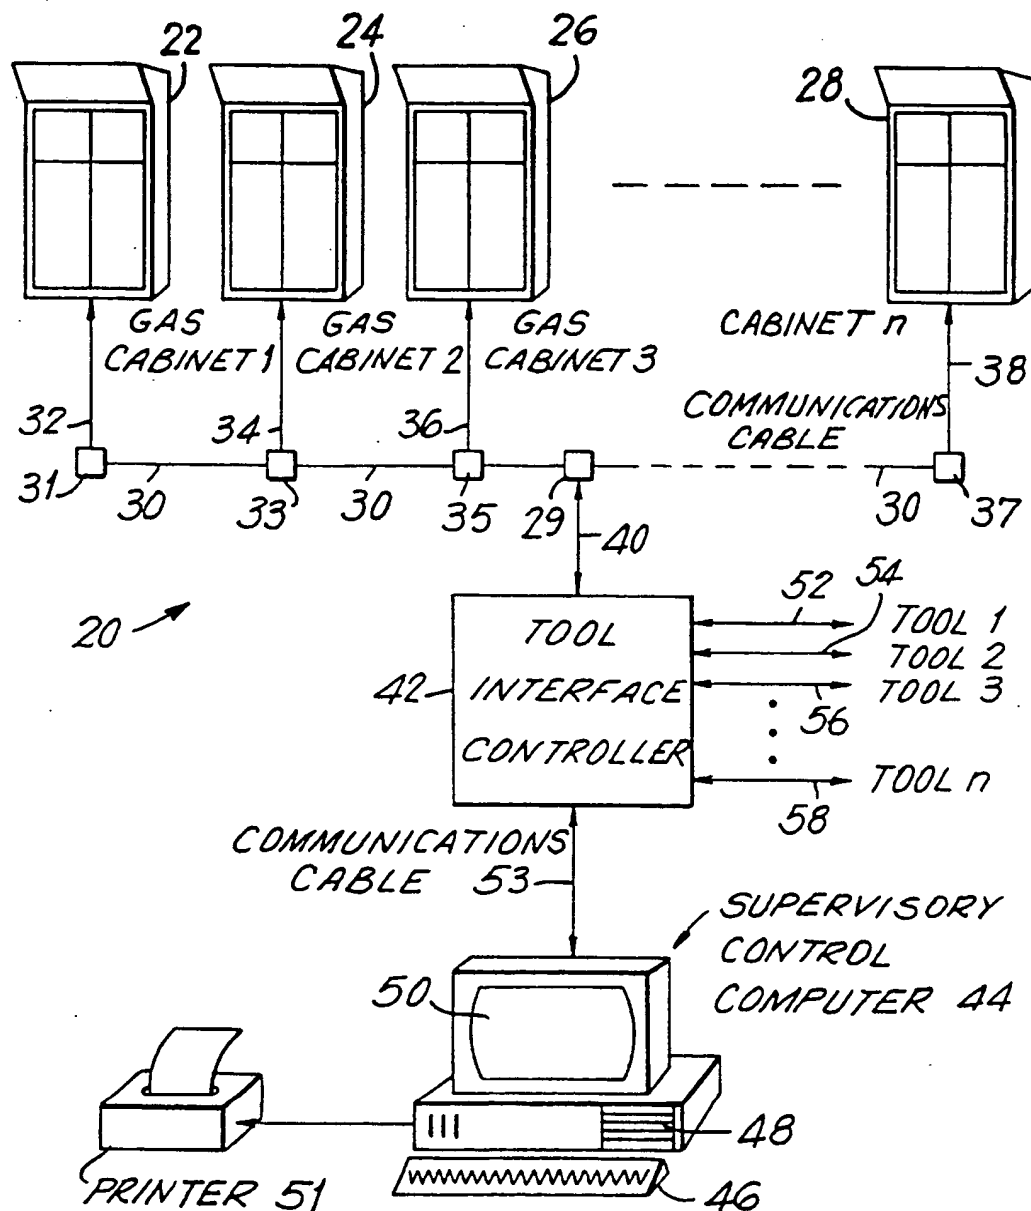 22
24
26
28
GAS CABINET 1
GAS CABINET 2
GAS CABINET 3
CABINET n
32
34
36
38
COMMUNICATIONS CABLE
31
30
33
30
35
29
30
37
40
20
42
TOOL
INTERFACE
CONTROLLER
52
54
TOOL 1
TOOL 2
TOOL 3
56
TOOL n
58
COMMUNICATIONS
CABLE 53
SUPERVISORY
CONTROL
COMPUTER 44
50
48
46
PRINTER 51